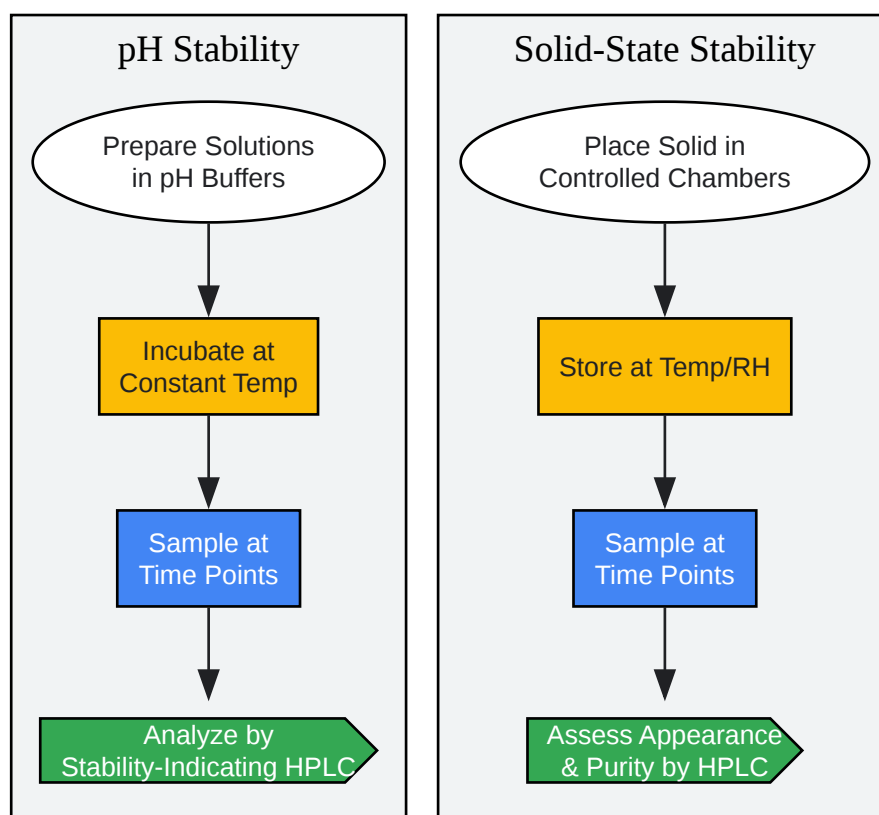 pH Stability
Prepare Solutions
in pH Buffers
Incubate at
Constant Temp
Sample at
Time Points
Analyze by
Stability-Indicating HPLC
Solid-State Stability
Place Solid in
Controlled Chambers
Store at Temp/RH
Sample at
Time Points
Assess Appearance
& Purity by HPLC